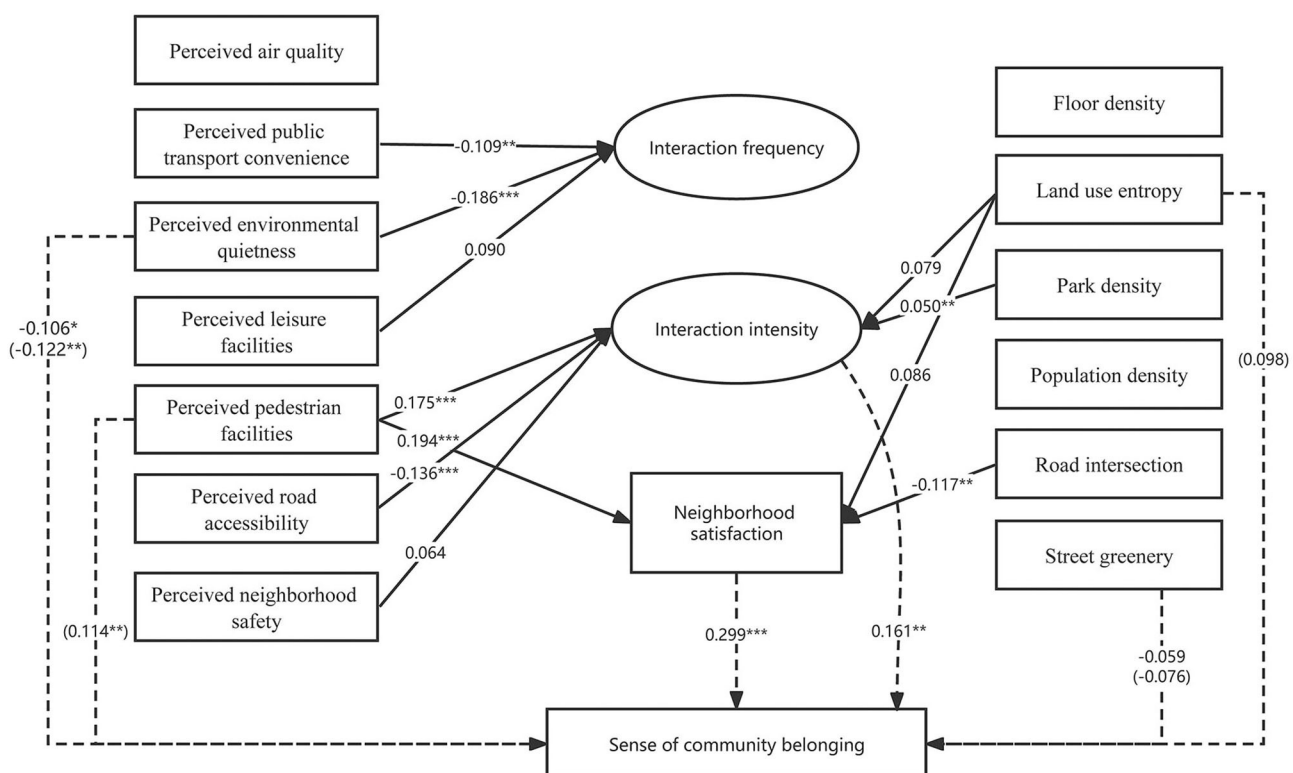 Perceived air quality
Perceived public
transport convenience
Perceived environmental
quietness
Perceived leisure
facilities
Perceived pedestrian
facilities
Perceived road
accessibility
Perceived neighborhood
safety
-0.106*
(-0.122**)
(0.114**)
-0.109**
-0.186***
0.090
0.175***
0.194***
-0.136***
0.064
Interaction frequency
Interaction intensity
Neighborhood
satisfaction
0.299***
0.161**
Sense of community belonging
0.079
0.050**
0.086
-0.117**
Floor density
Land use entropy
Park density
Population density
Road intersection
Street greenery
(0.098)
-0.059
(-0.076)